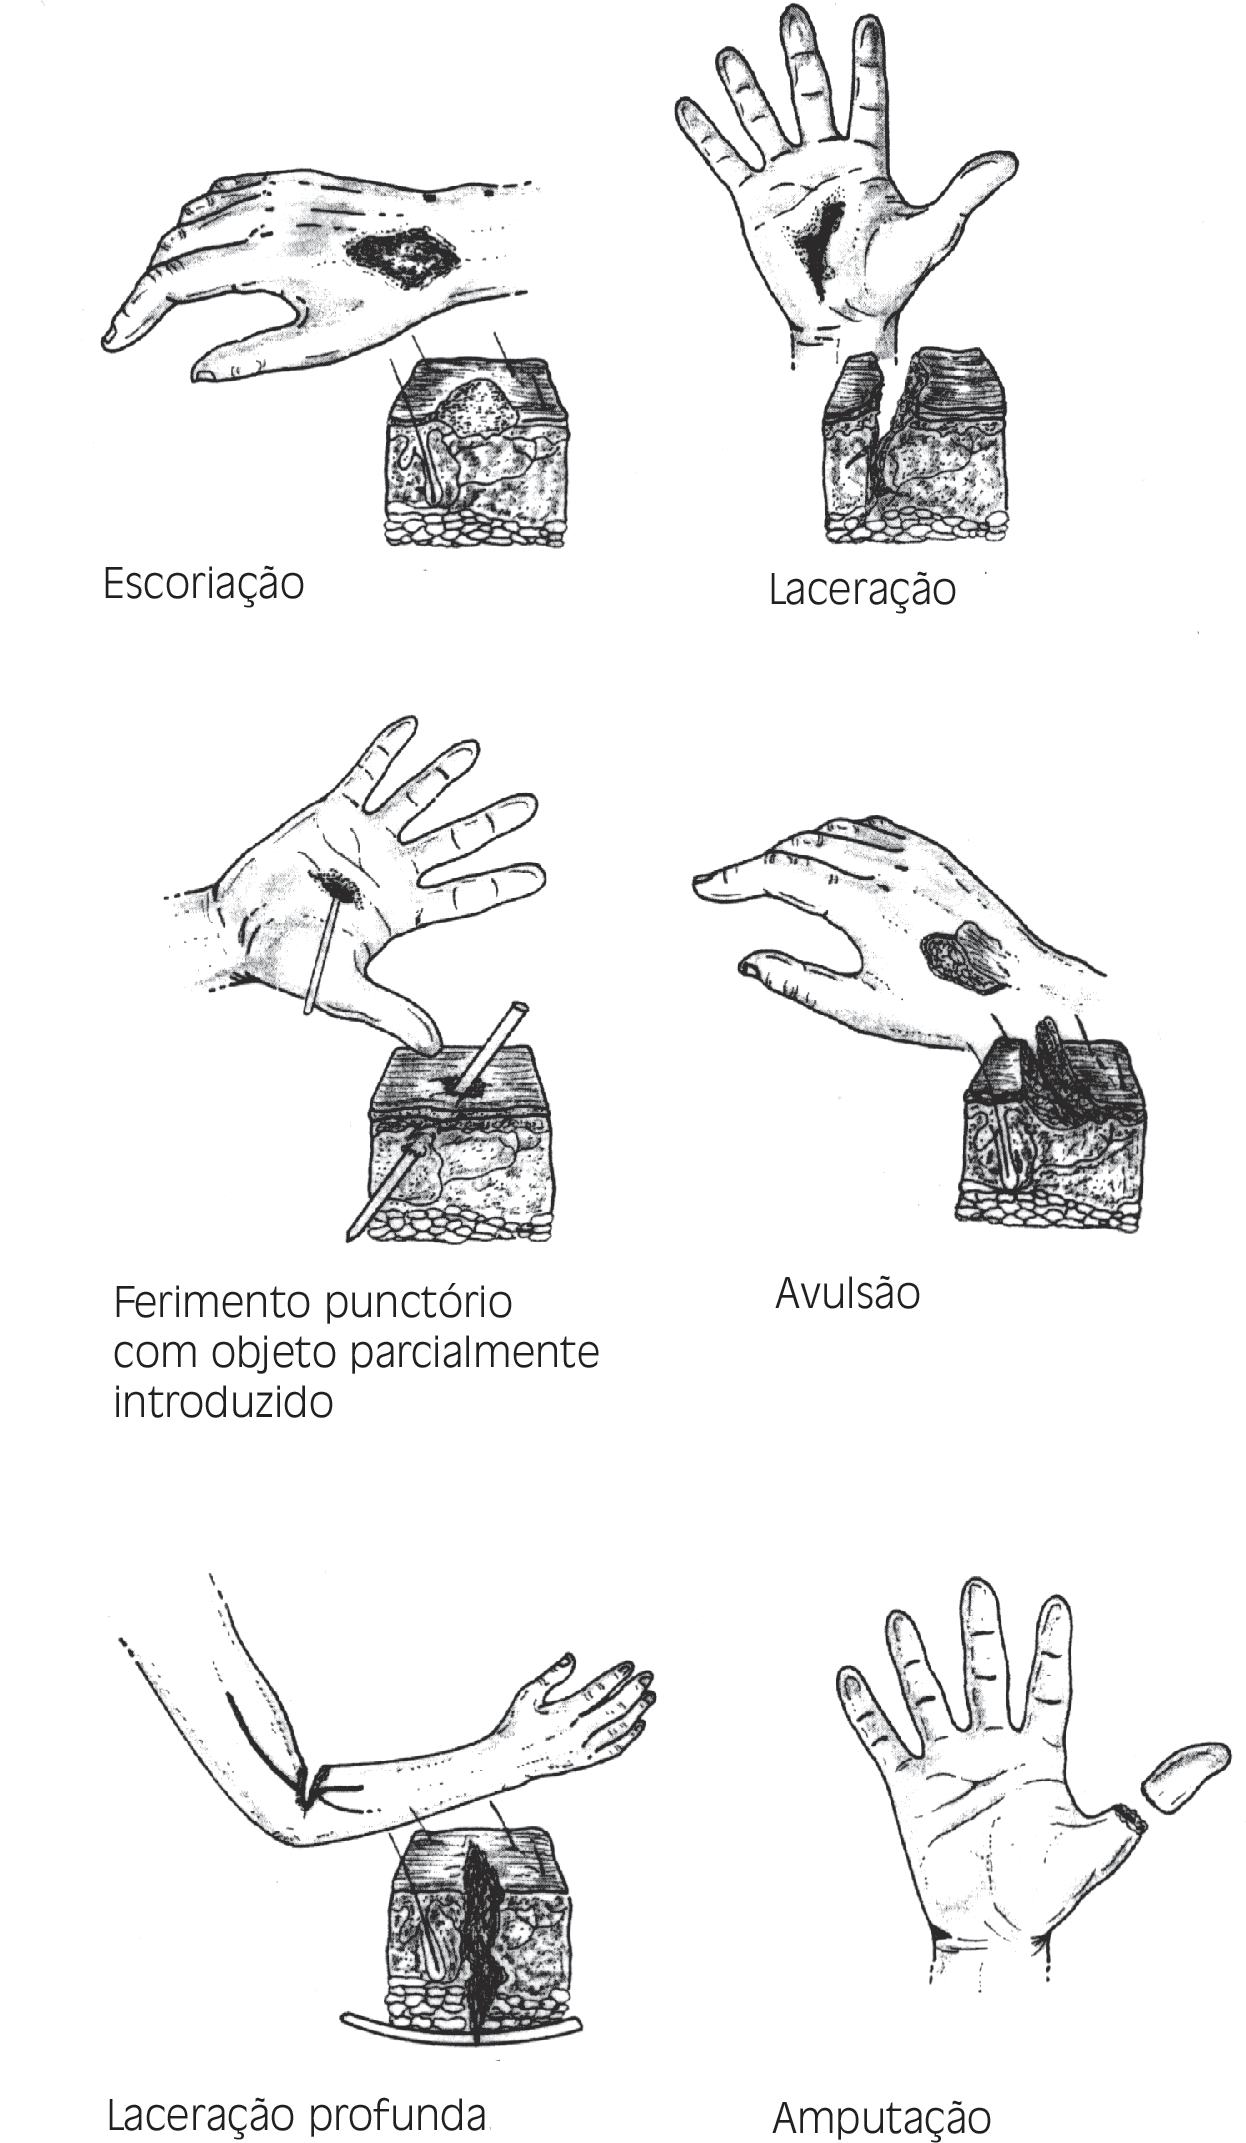 Escoriação
Laceração
Ferimento punctório
com objeto parcialmente
introduzido
Avulsão
Laceração profunda
Amputação